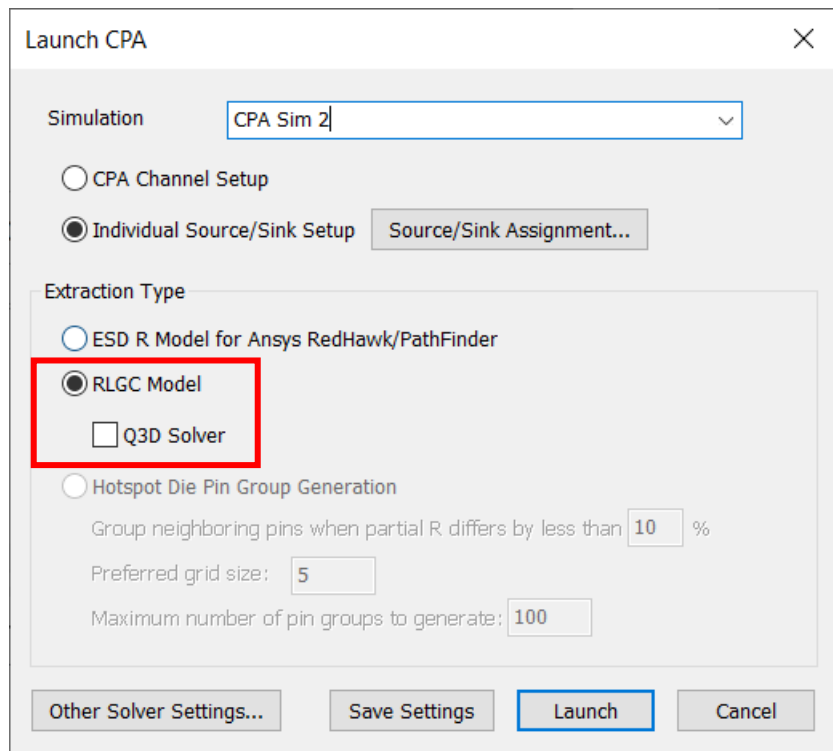 Launch CPA
Simulation CPA Sim 2
CPA Channel Setup
Individual Source/Sink Setup Source/Sink Assignment...
Extraction Type
ESD R Model for Ansys RedHawk/PathFinder
RLGC Model
Q3D Solver
Hotspot Die Pin Group Generation
Group neighboring pins when partial R differs by less than 10 %
Preferred grid size: 5
Maximum number of pin groups to generate: 100
Other Solver Settings... Save Settings Launch Cancel